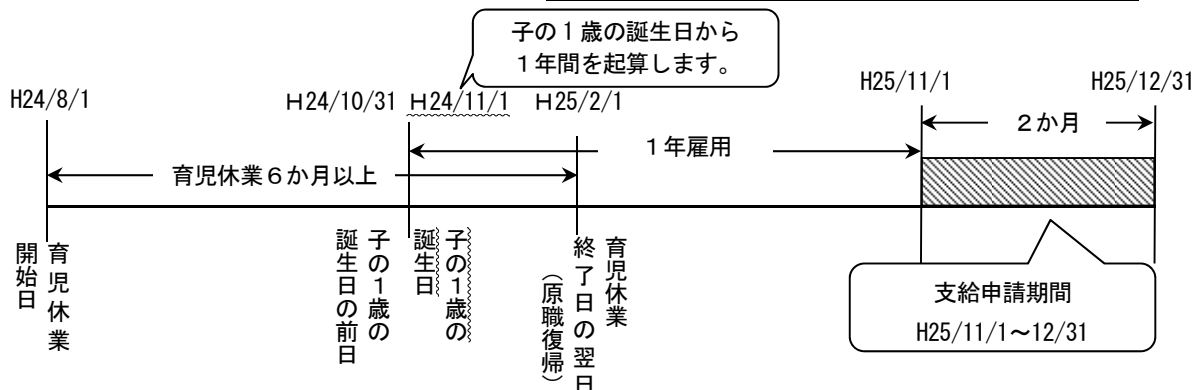 子の１歳の誕生日から
１年間を起算します。
H24/8/1
H24/10/31
H24/11/1
H25/2/1
H25/11/1
H25/12/31
２か月
１年雇用
育児休業６か月以上
育児休業
開始日
子の１歳の
誕生日の前日
子の１歳の
誕生日
育児休業
終了日の翌日
（原職復帰）
支給申請期間
H25/11/1～12/31